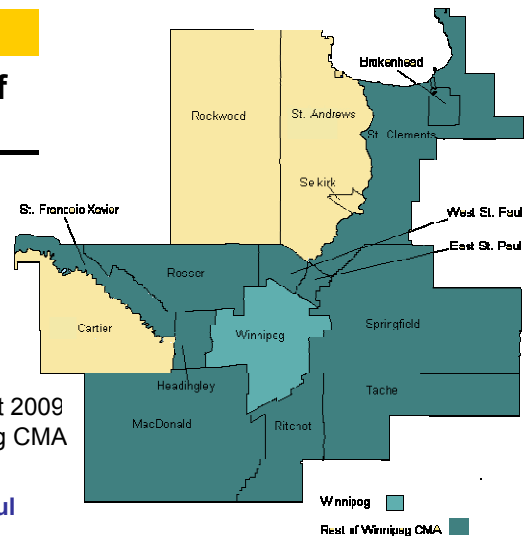 f
Brokenhead
Rockwood
St. Andrews
St. Clements
Selkirk
St. Francois Xavier
West St. Paul
East St. Paul
Rosser
Springfield
Cartier
Winnipeg
Headingley
Tache
t 2009
MacDonald
Ritchot
g CMA
ul
Winnipeg
Rest of Winnipeg CMA